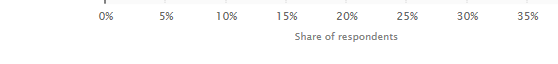 0% 5% 10% 15% 20% 25% 30% 35%
Share of respondents